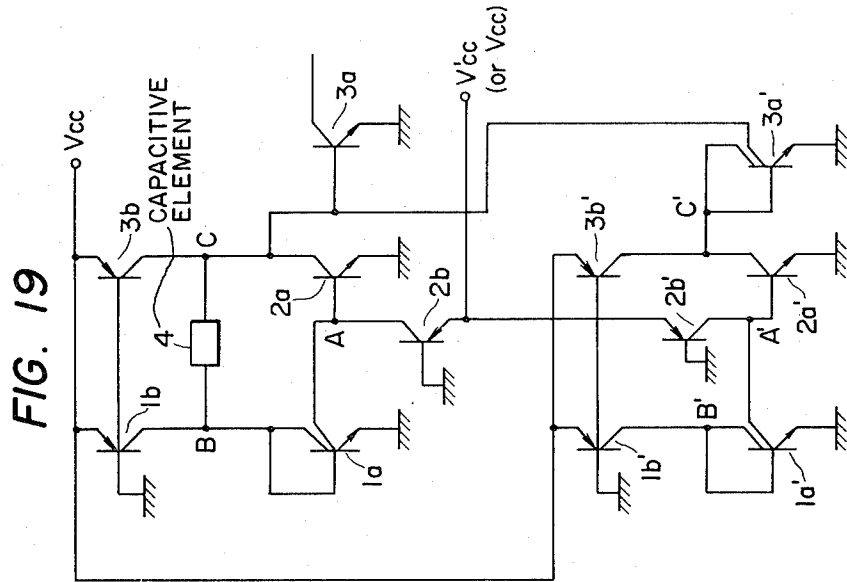 FIG. 19
Vcc
CAPACITIVE
ELEMENT
4
1b
3b
B
C
3a
2a
A
1a
2b
V'cc
(or Vcc)
1b'
3b'
C'
3a'
B'
2b'
A'
2a'
1a'